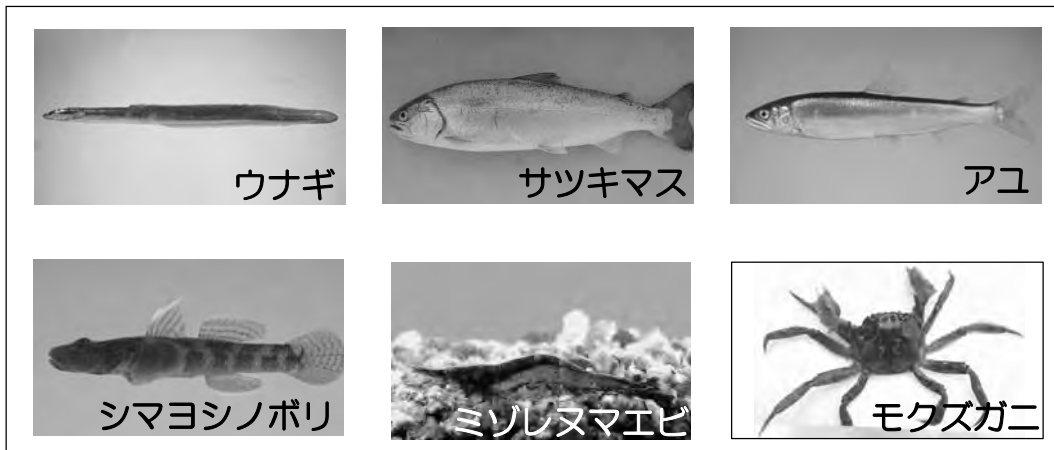 ウナギ
サツキマス
アユ
シマヨシノボリ
ミゾレヌマエビ
モクズガニ